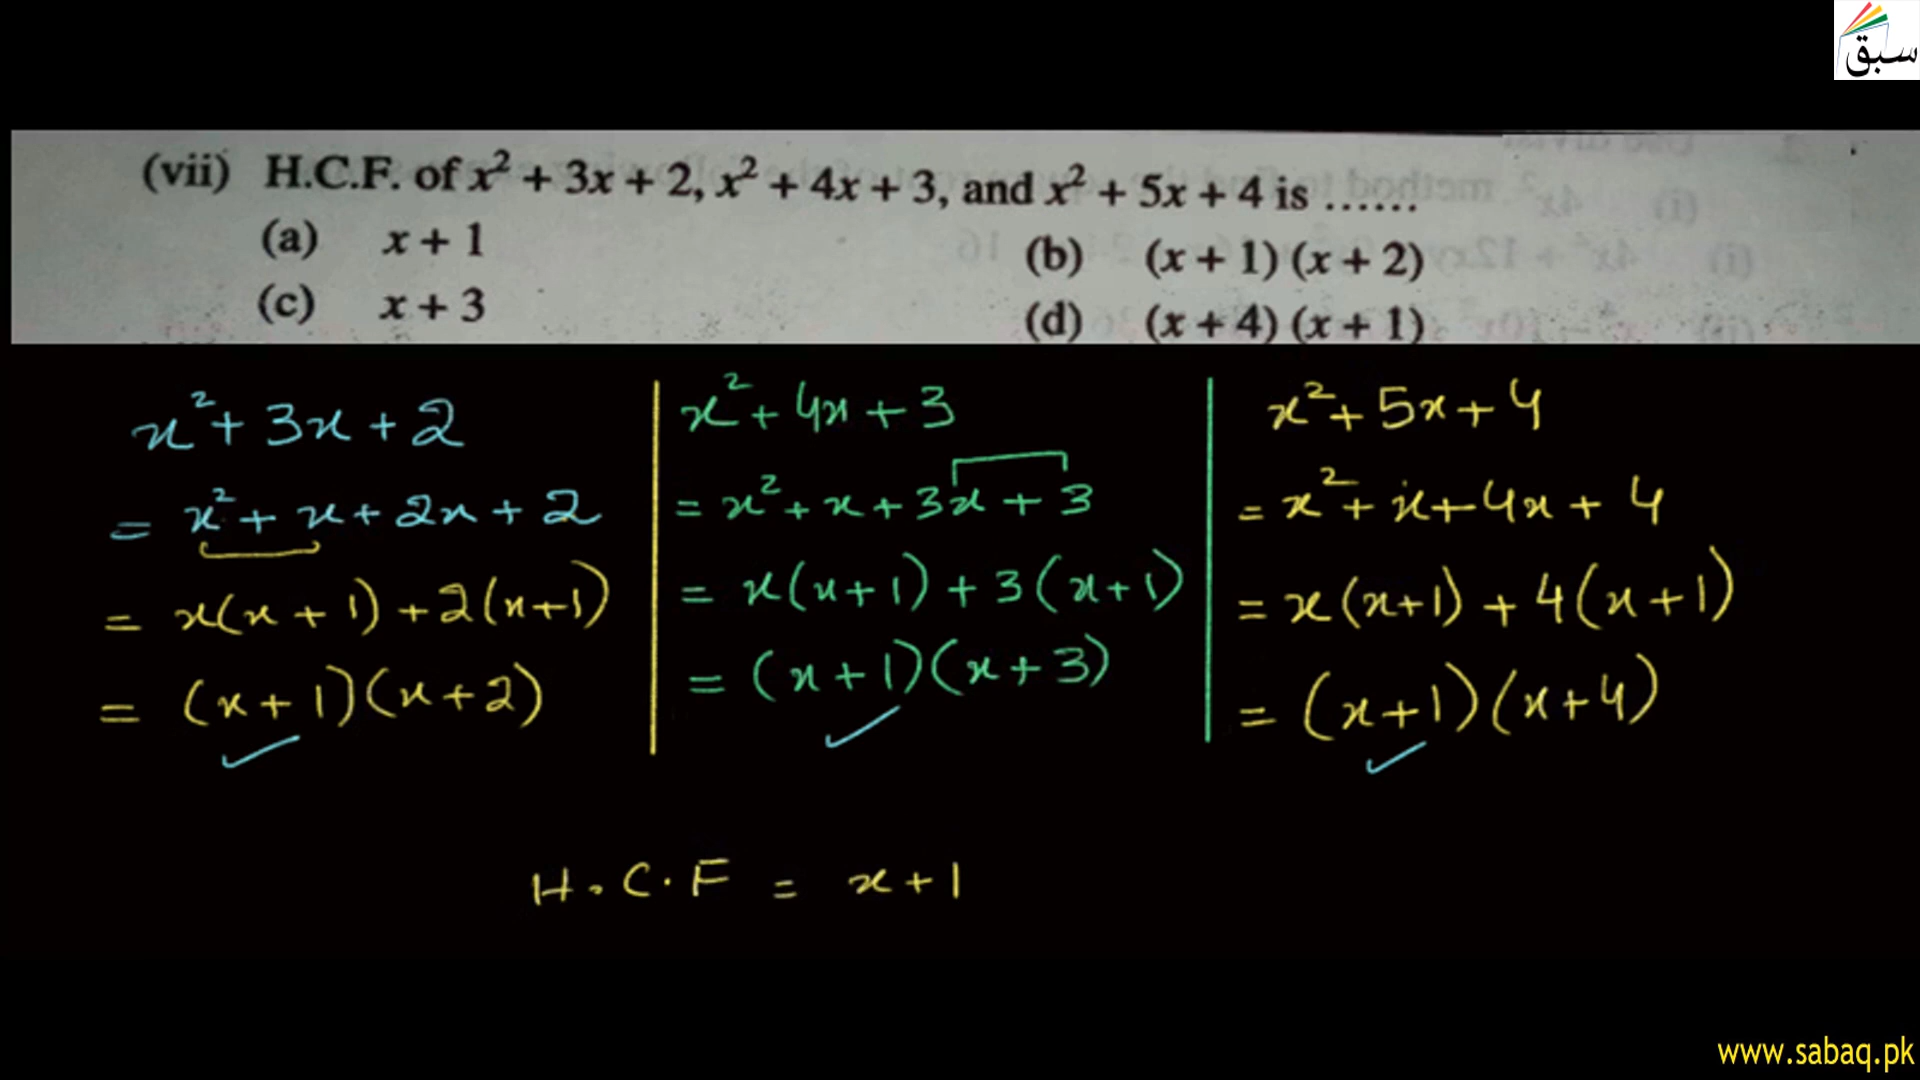 سبق
(vii) H.C.F. of x² + 3x + 2, x² + 4x + 3, and x² + 5x + 4 is ......
(a) x + 1
(b) (x + 1) (x + 2)
(c) x + 3
(d) (x + 4) (x + 1)
x² + 3x + 2
= x² + x + 2x + 2
= x(x + 1) + 2(x+1)
= (x + 1)(x + 2)
x² + 4x + 3
= x² + x + 3x + 3
= x(x+1) + 3(x+1)
= (x+1)(x+3)
x² + 5x + 4
= x² + x + 4x + 4
= x(x+1) + 4(x+1)
= (x+1)(x+4)
H.C.F = x + 1
www.sabaq.pk